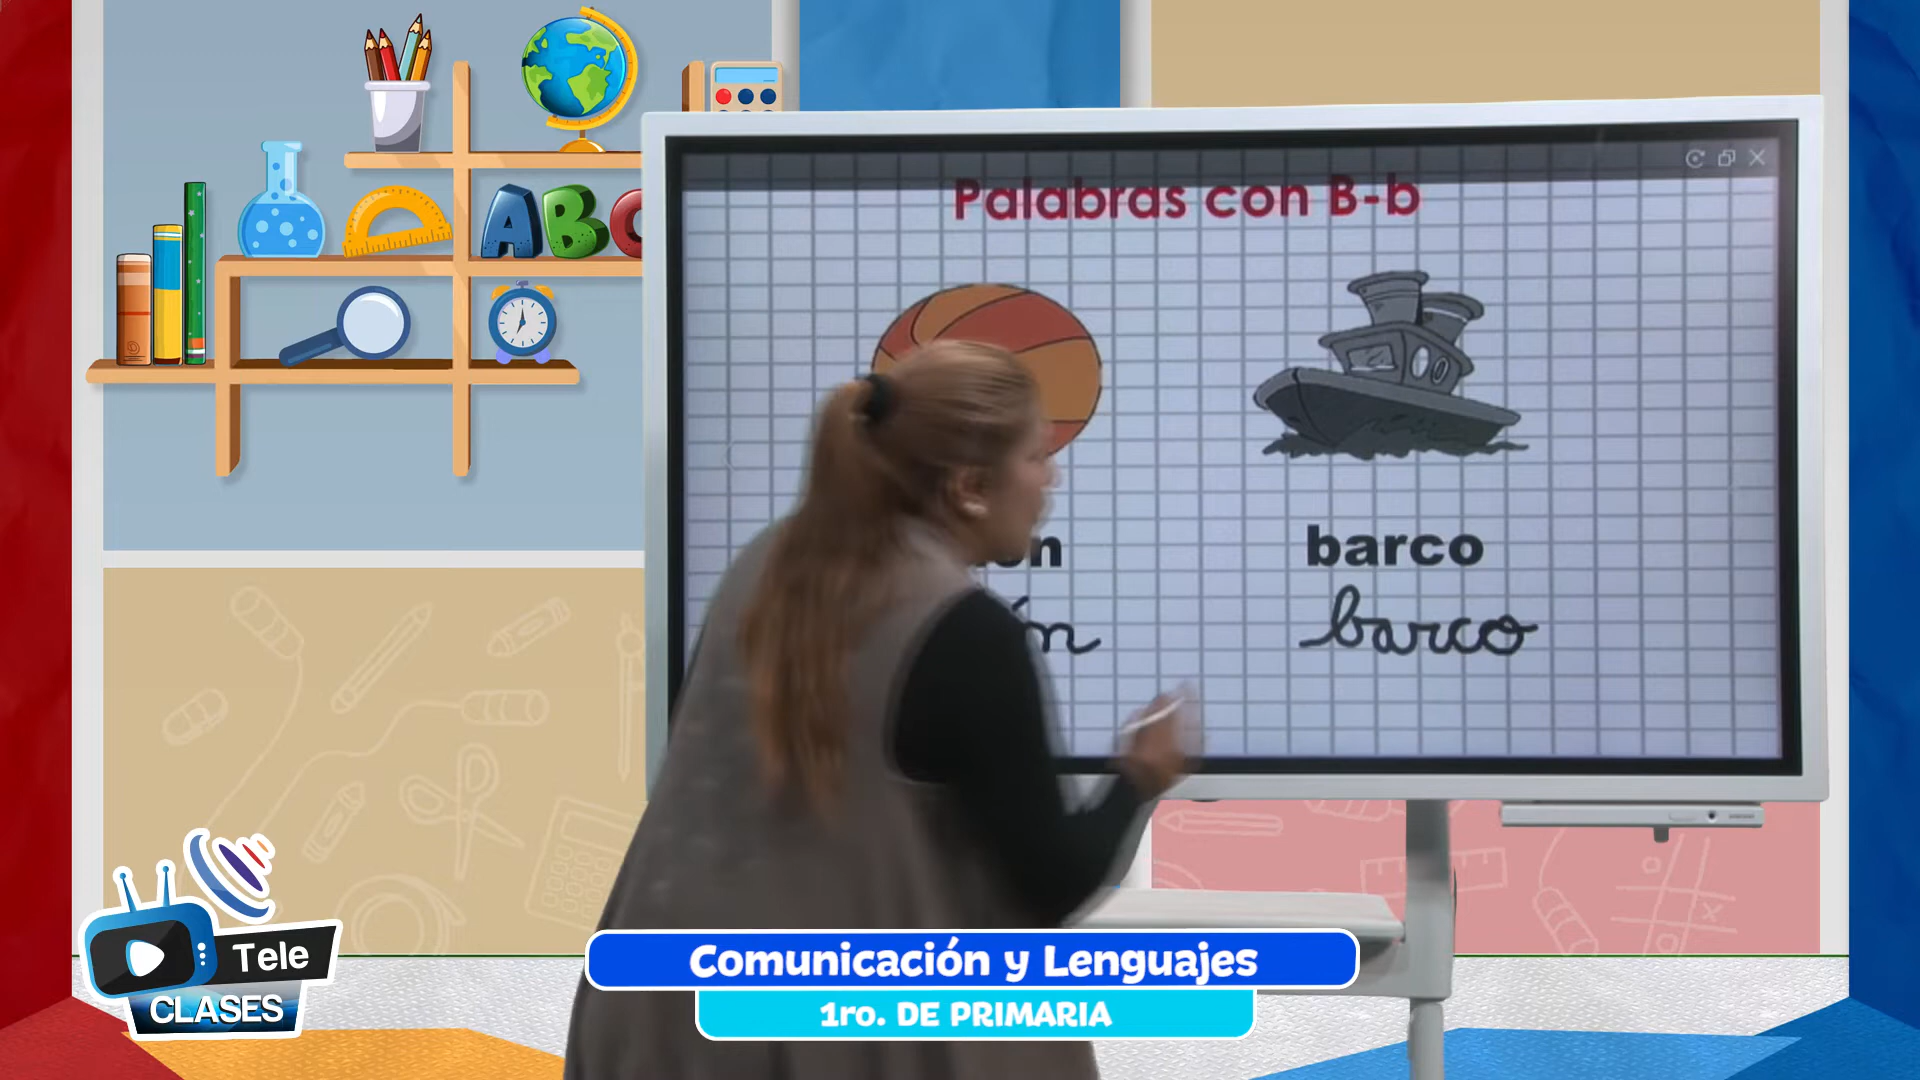 ABC
Palabras con B-b
barco
barco
Tele
CLASES
Comunicación y Lenguajes
1ro. DE PRIMARIA